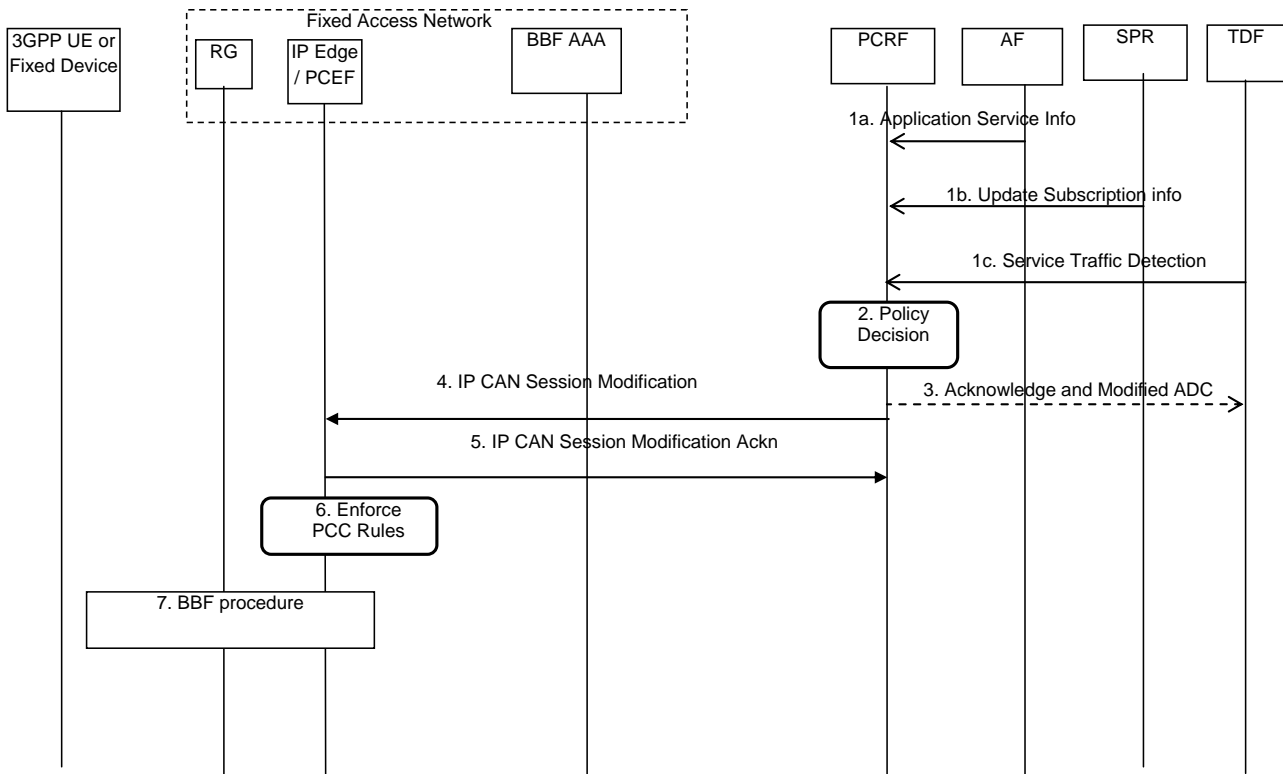 Fixed Access Network
3GPP UE or
Fixed Device
RG
IP Edge
/ PCEF
BBF AAA
PCRF
AF
SPR
TDF
1a. Application Service Info
1b. Update Subscription info
1c. Service Traffic Detection
2. Policy
Decision
4. IP CAN Session Modification
3. Acknowledge and Modified ADC
5. IP CAN Session Modification Ackn
6. Enforce
PCC Rules
7. BBF procedure